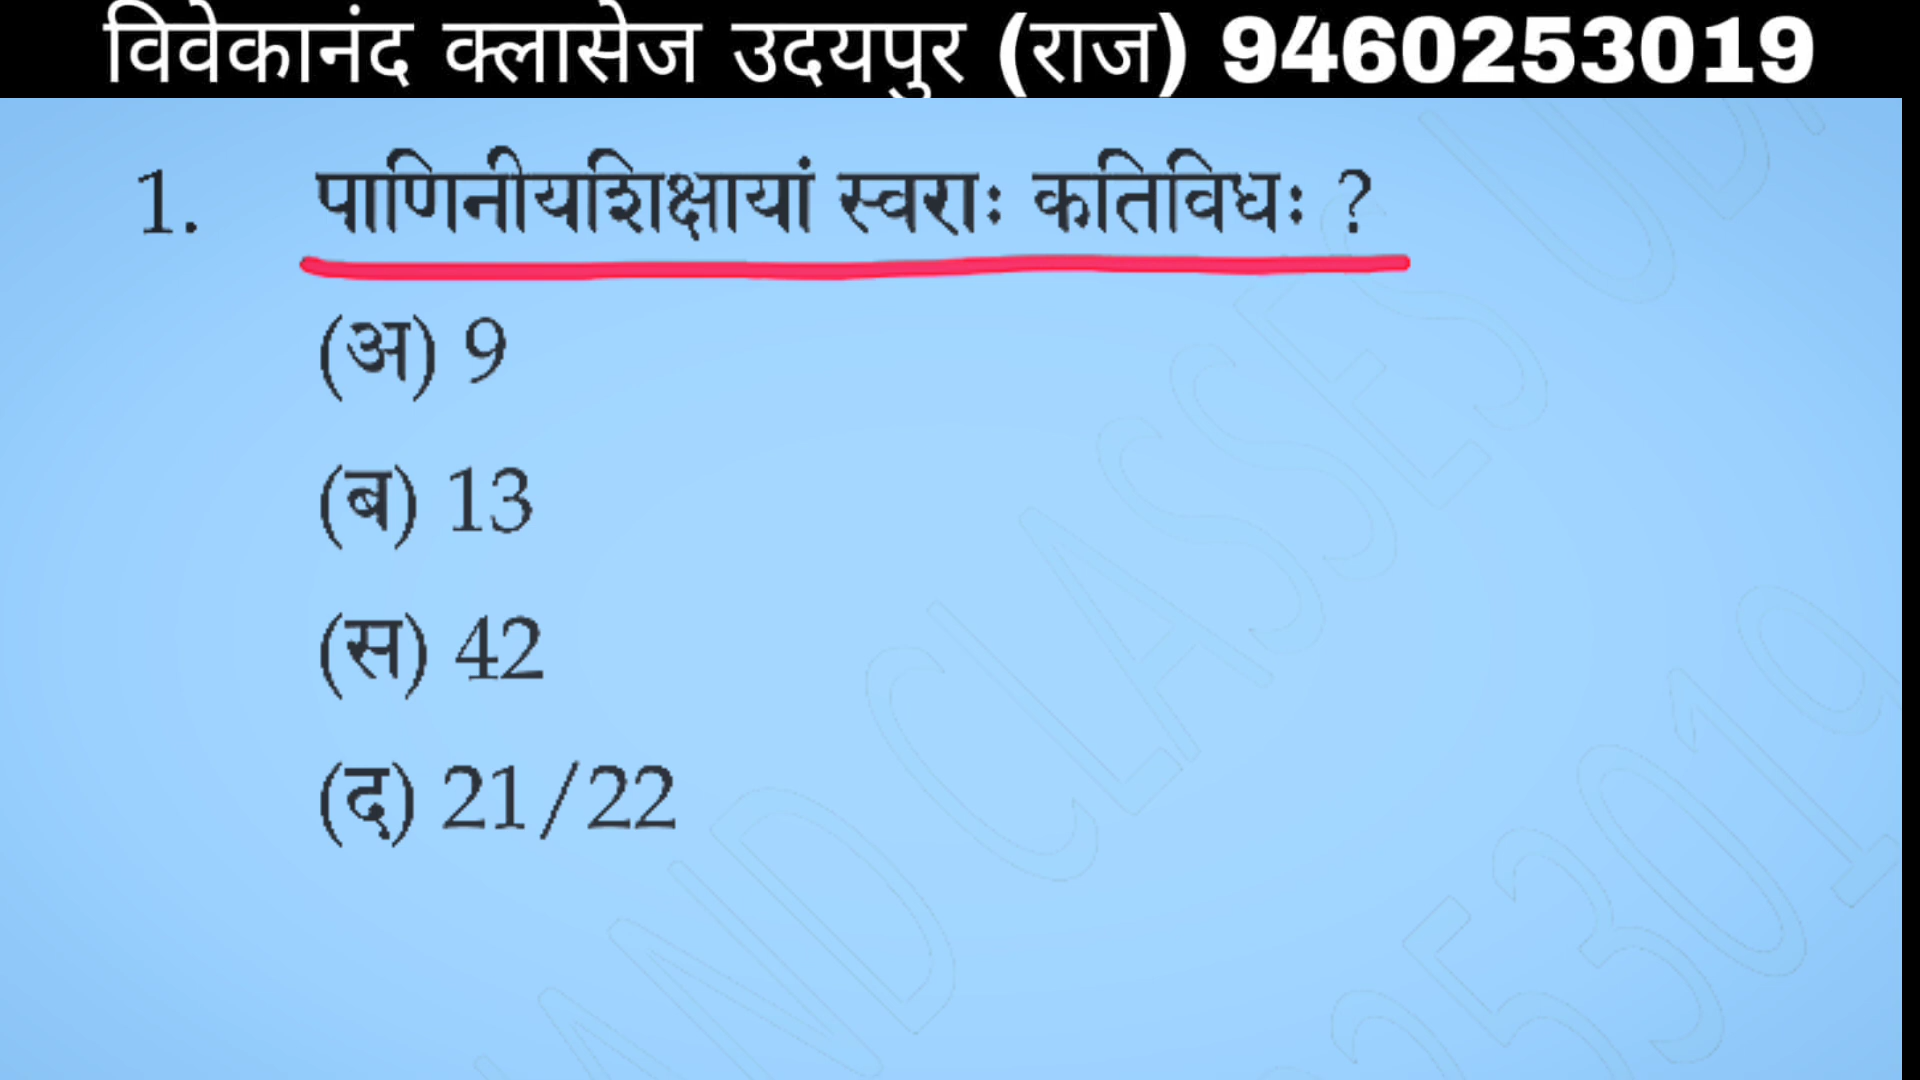 विवेकानंद क्लासेज उदयपुर (राज) 9460253019
1. पाणिनीयशिक्षायां स्वराः कतिविधः ?
(अ) 9
(ब) 13
(स) 42
(द) 21/22